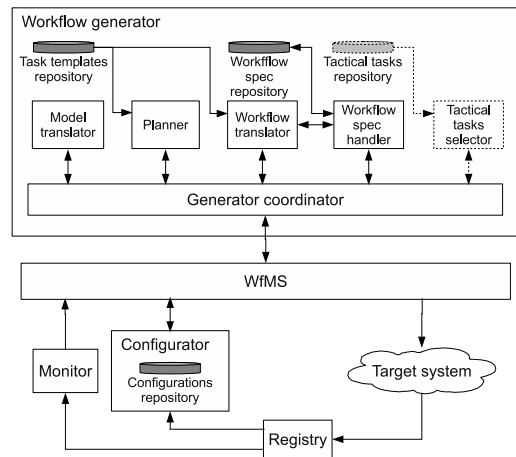 Workflow generator
Task templates
repository
Workfflow
spec repository
Tactical tasks
repository
Model
translator
Planner
Workflow
translator
Workflow
spec
handler
Tactical
tasks
selector
Generator coordinator
WfMS
Configurator
Configurations
repository
Monitor
Target system
Registry